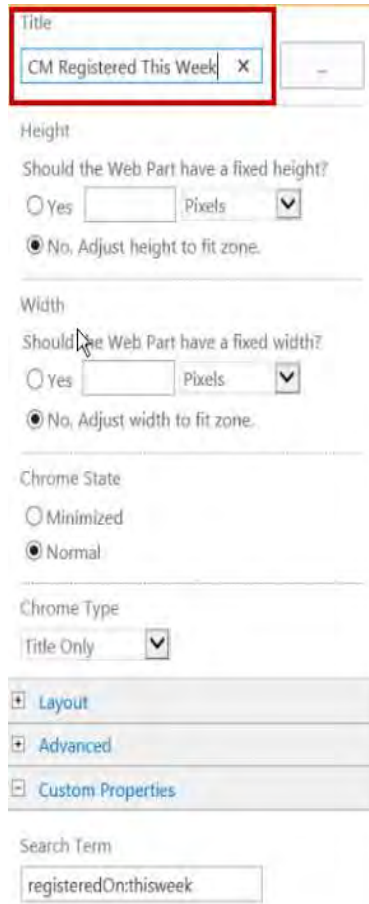 Title
CM Registered This Week ×
...
Height
Should the Web Part have a fixed height?
Yes Pixels
No. Adjust height to fit zone.
Width
Should the Web Part have a fixed width?
Yes Pixels
No. Adjust width to fit zone.
Chrome State
Minimized
Normal
Chrome Type
Title Only
Layout
Advanced
Custom Properties
Search Term
registeredOn:thisweek